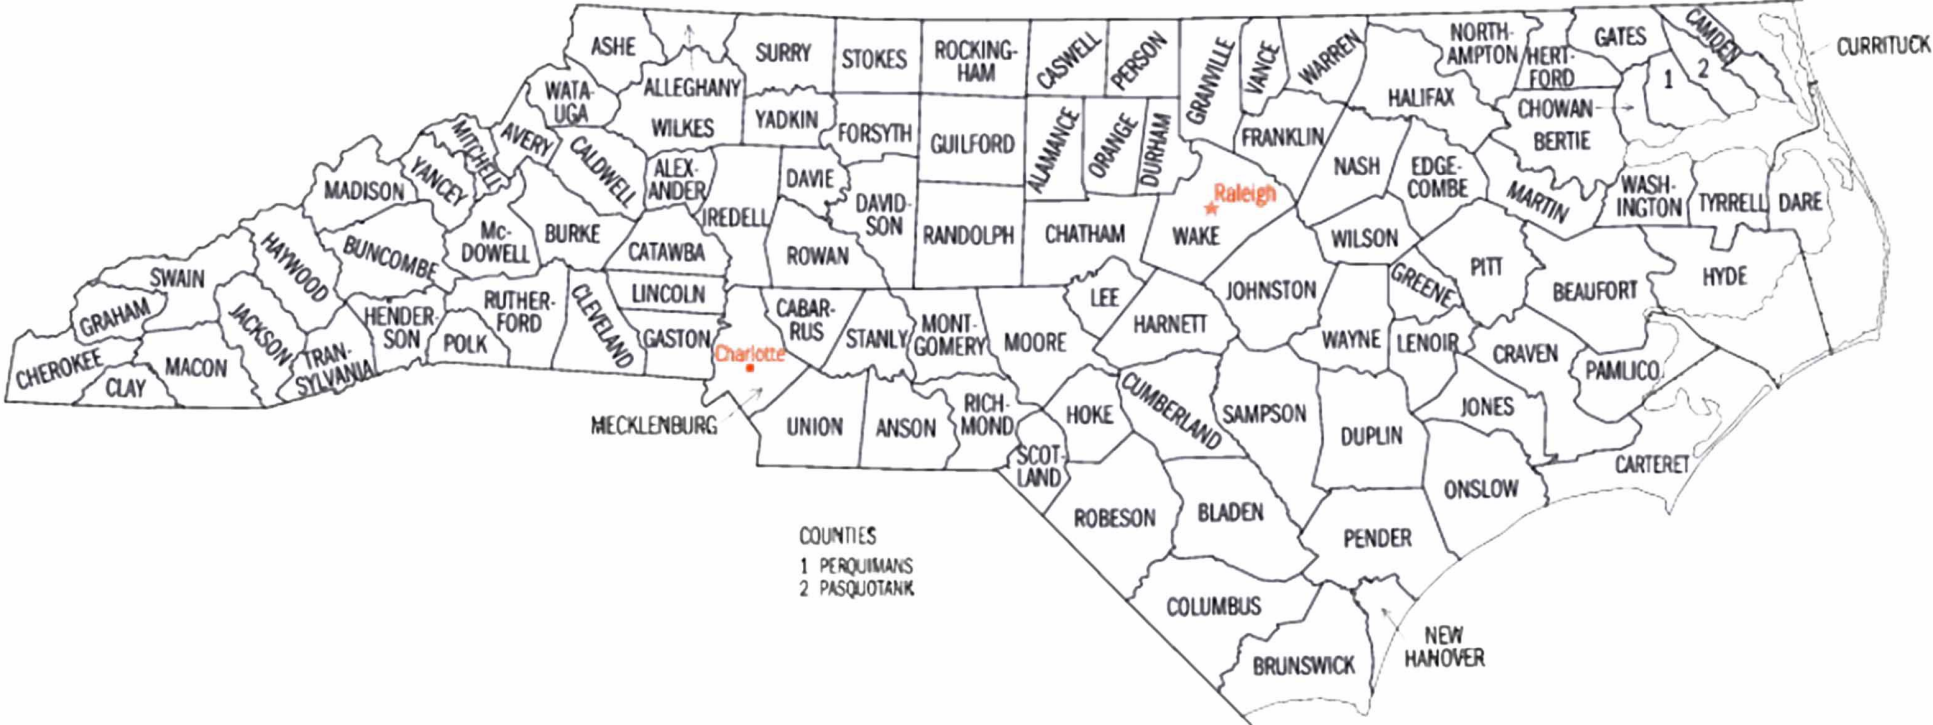 ASHE
SURRY
STOKES
ROCKING-
HAM
CASWELL
PERSON
GRANVILLE
VANCE
WARREN
NORTH-
AMPTON
HERT-
FORD
GATES
CAMDEN
CURRITUCK
1
2
WATA-
UGA
ALLEGHANY
WILKES
YADKIN
FORSYTH
GUILFORD
ALAMANCE
ORANGE
DURHAM
FRANKLIN
HALIFAX
CHOWAN
BERTIE
MITCHELL
AVERY
CALDWELL
ALEX-
ANDER
IREDELL
DAVIE
DAVID-
SON
NASH
EDGE-
COMBE
MARTIN
WASH-
INGTON
TYRRELL
DARE
MADISON
YANCEY
Mc-
DOWELL
BURKE
CATAWBA
ROWAN
RANDOLPH
CHATHAM
Raleigh
WAKE
WILSON
PITT
BEAUFORT
HYDE
SWAIN
HAYWOOD
BUNCOMBE
RUTHER-
FORD
CLEVELAND
LINCOLN
GASTON
CABAR-
RUS
STANLY
MONT-
GOMERY
MOORE
LEE
HARNETT
JOHNSTON
GREENE
WAYNE
LENOIR
CRAVEN
PAMLICO
GRAHAM
CHEROKEE
CLAY
MACON
JACKSON
TRAN-
SYLVANIA
HENDER-
SON
POLK
Charlotte
MECKLENBURG
UNION
ANSON
RICH-
MOND
SCOT-
LAND
HOKE
CUMBERLAND
SAMPSON
DUPLIN
JONES
ONSLOW
CARTERET
ROBESON
BLADEN
PENDER
COLUMBUS
BRUNSWICK
NEW
HANOVER
COUNTIES
1 PERQUIMANS
2 PASQUOTANK